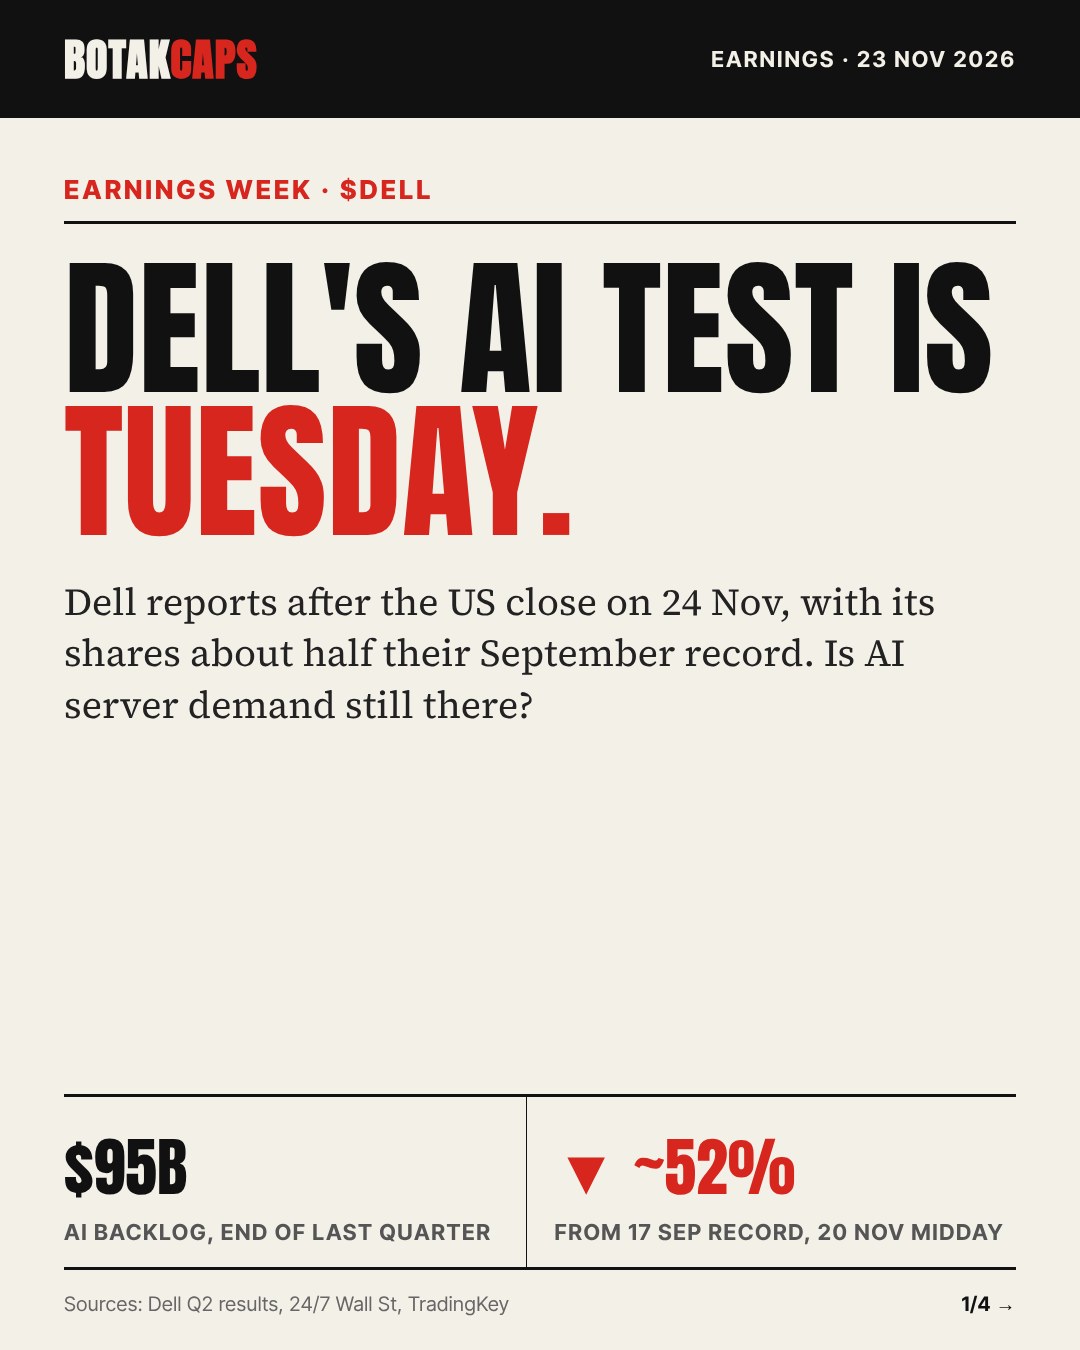 BOTAKCAPS
EARNINGS · 23 NOV 2026
EARNINGS WEEK · $DELL
DELL'S AI TEST IS
TUESDAY.
Dell reports after the US close on 24 Nov, with its
shares about half their September record. Is AI
server demand still there?
$95B
AI BACKLOG, END OF LAST QUARTER
▼ ~52%
FROM 17 SEP RECORD, 20 NOV MIDDAY
Sources: Dell Q2 results, 24/7 Wall St, TradingKey
1/4 →